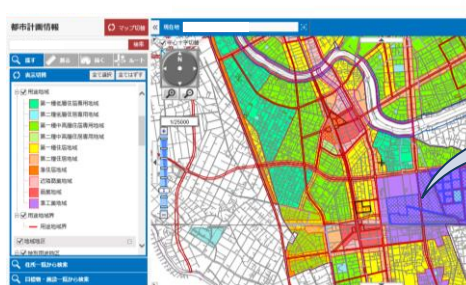 都市計画情報
マップ切替
検索
探す
ルート
表示切替
全て選択
全てはずす
用途地域
第一種低層住居専用地域
第二種低層住居専用地域
第一種中高層住居専用地域
第二種中高層住居専用地域
第一種住居地域
第二種住居地域
準住居地域
近隣商業地域
商業地域
準工業地域
用途地域界
用途地域界
地域地区
特別用途地区
住所一覧から検索
目標物・施設一覧から検索
現在地
中心十字切替
1/25000